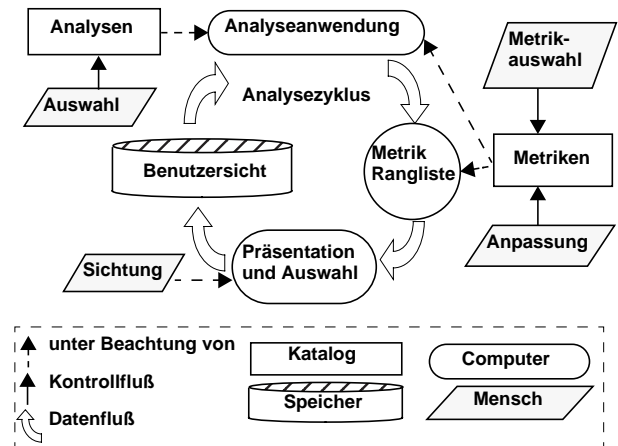 Analysen
Analyseanwendung
Metrik-
auswahl
Auswahl
Analysezyklus
Benutzersicht
Metrik
Rangliste
Metriken
Präsentation
und Auswahl
Anpassung
Sichtung
unter Beachtung von
Kontrollfluß
Datenfluß
Katalog
Speicher
Computer
Mensch